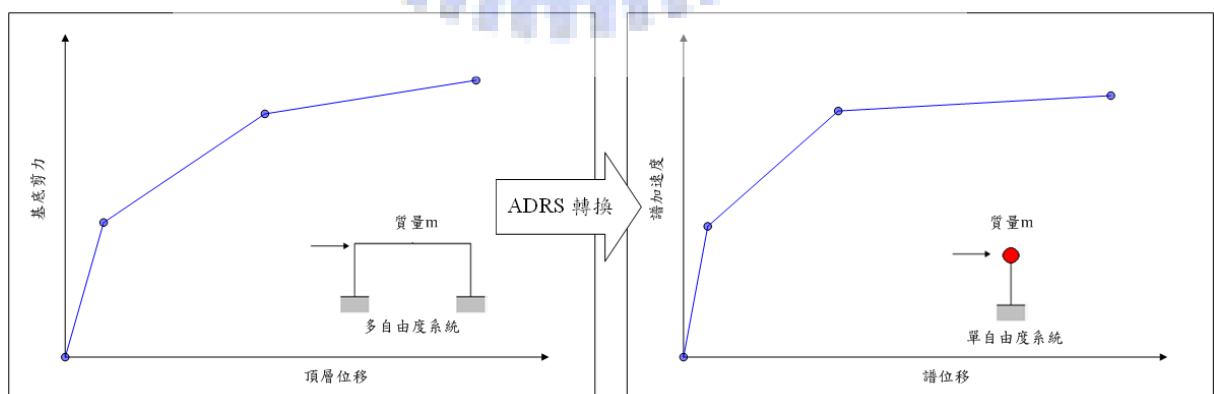 基底剪力
質量m
多自由度系統
頂層位移
ADRS 轉換
譜加速度
質量m
單自由度系統
譜位移